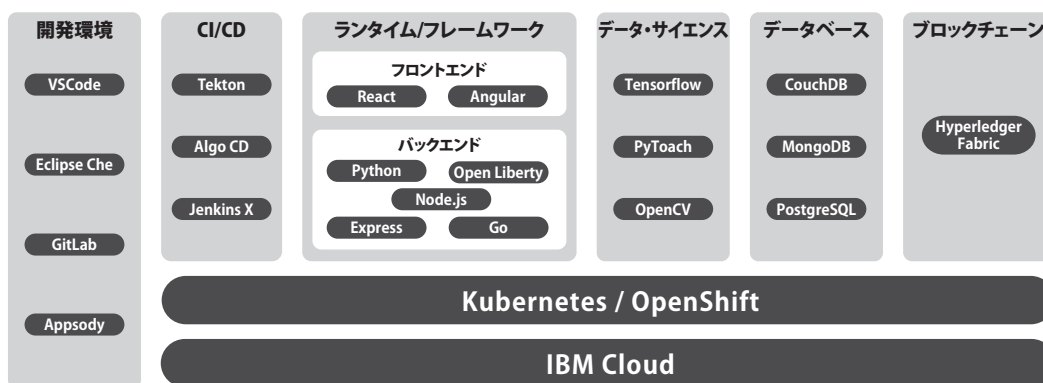 開発環境
VSCode
Eclipse Che
GitLab
Appsody
CI/CD
Tekton
Algo CD
Jenkins X
ランタイム/フレームワーク
フロントエンド
React
Angular
バックエンド
Python
Open Liberty
Node.js
Express
Go
データ・サイエンス
Tensorflow
PyToach
OpenCV
データベース
CouchDB
MongoDB
PostgreSQL
ブロックチェーン
Hyperledger
Fabric
Kubernetes / OpenShift
IBM Cloud